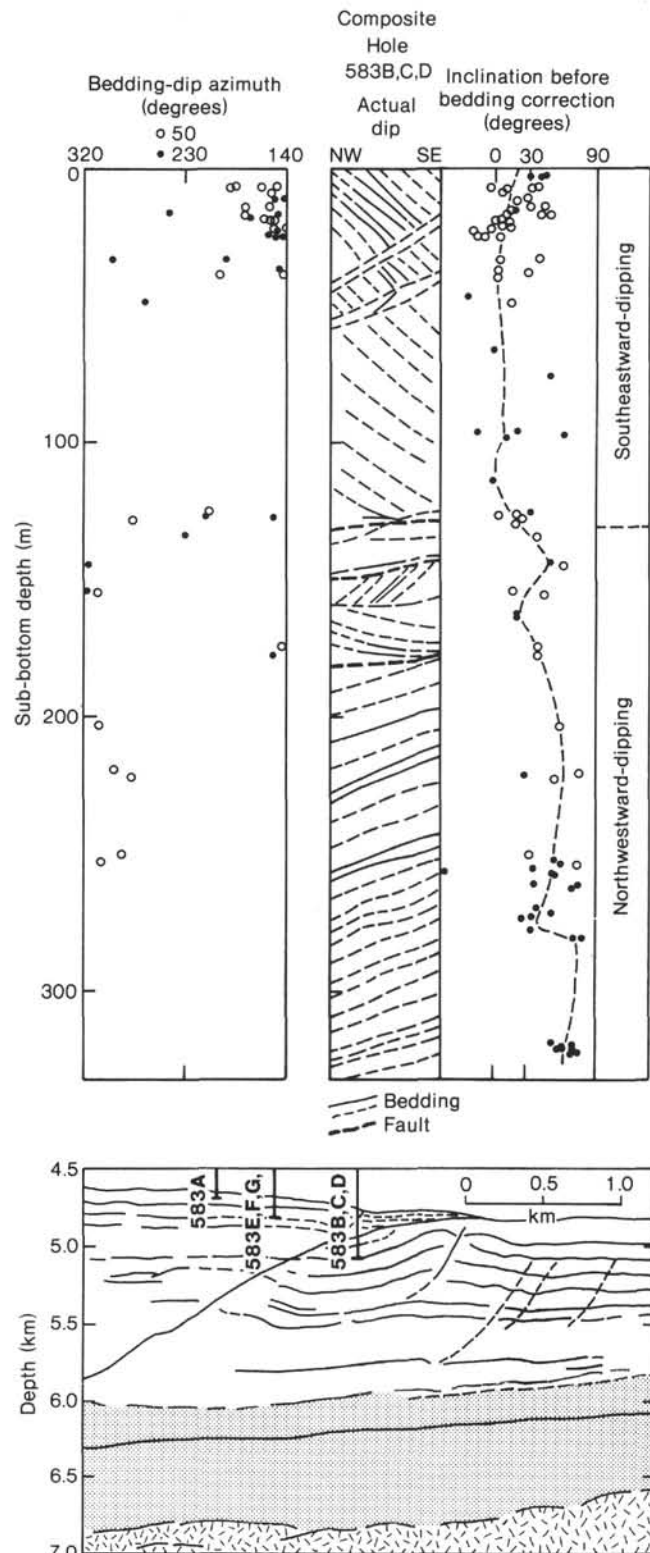 Composite
Hole
583B,C,D
Bedding-dip azimuth
(degrees)
Actual
dip
Inclination before
bedding correction
(degrees)
50
320 230 140
NW SE
0 30 90
0
100
200
300
Sub-bottom depth (m)
Southeastward-dipping
Northwestward-dipping
Bedding
Fault
4.5
5.0
5.5
6.0
6.5
7.0
Depth (km)
583A
583E,F,G,
583B,C,D
0 0.5 1.0
km